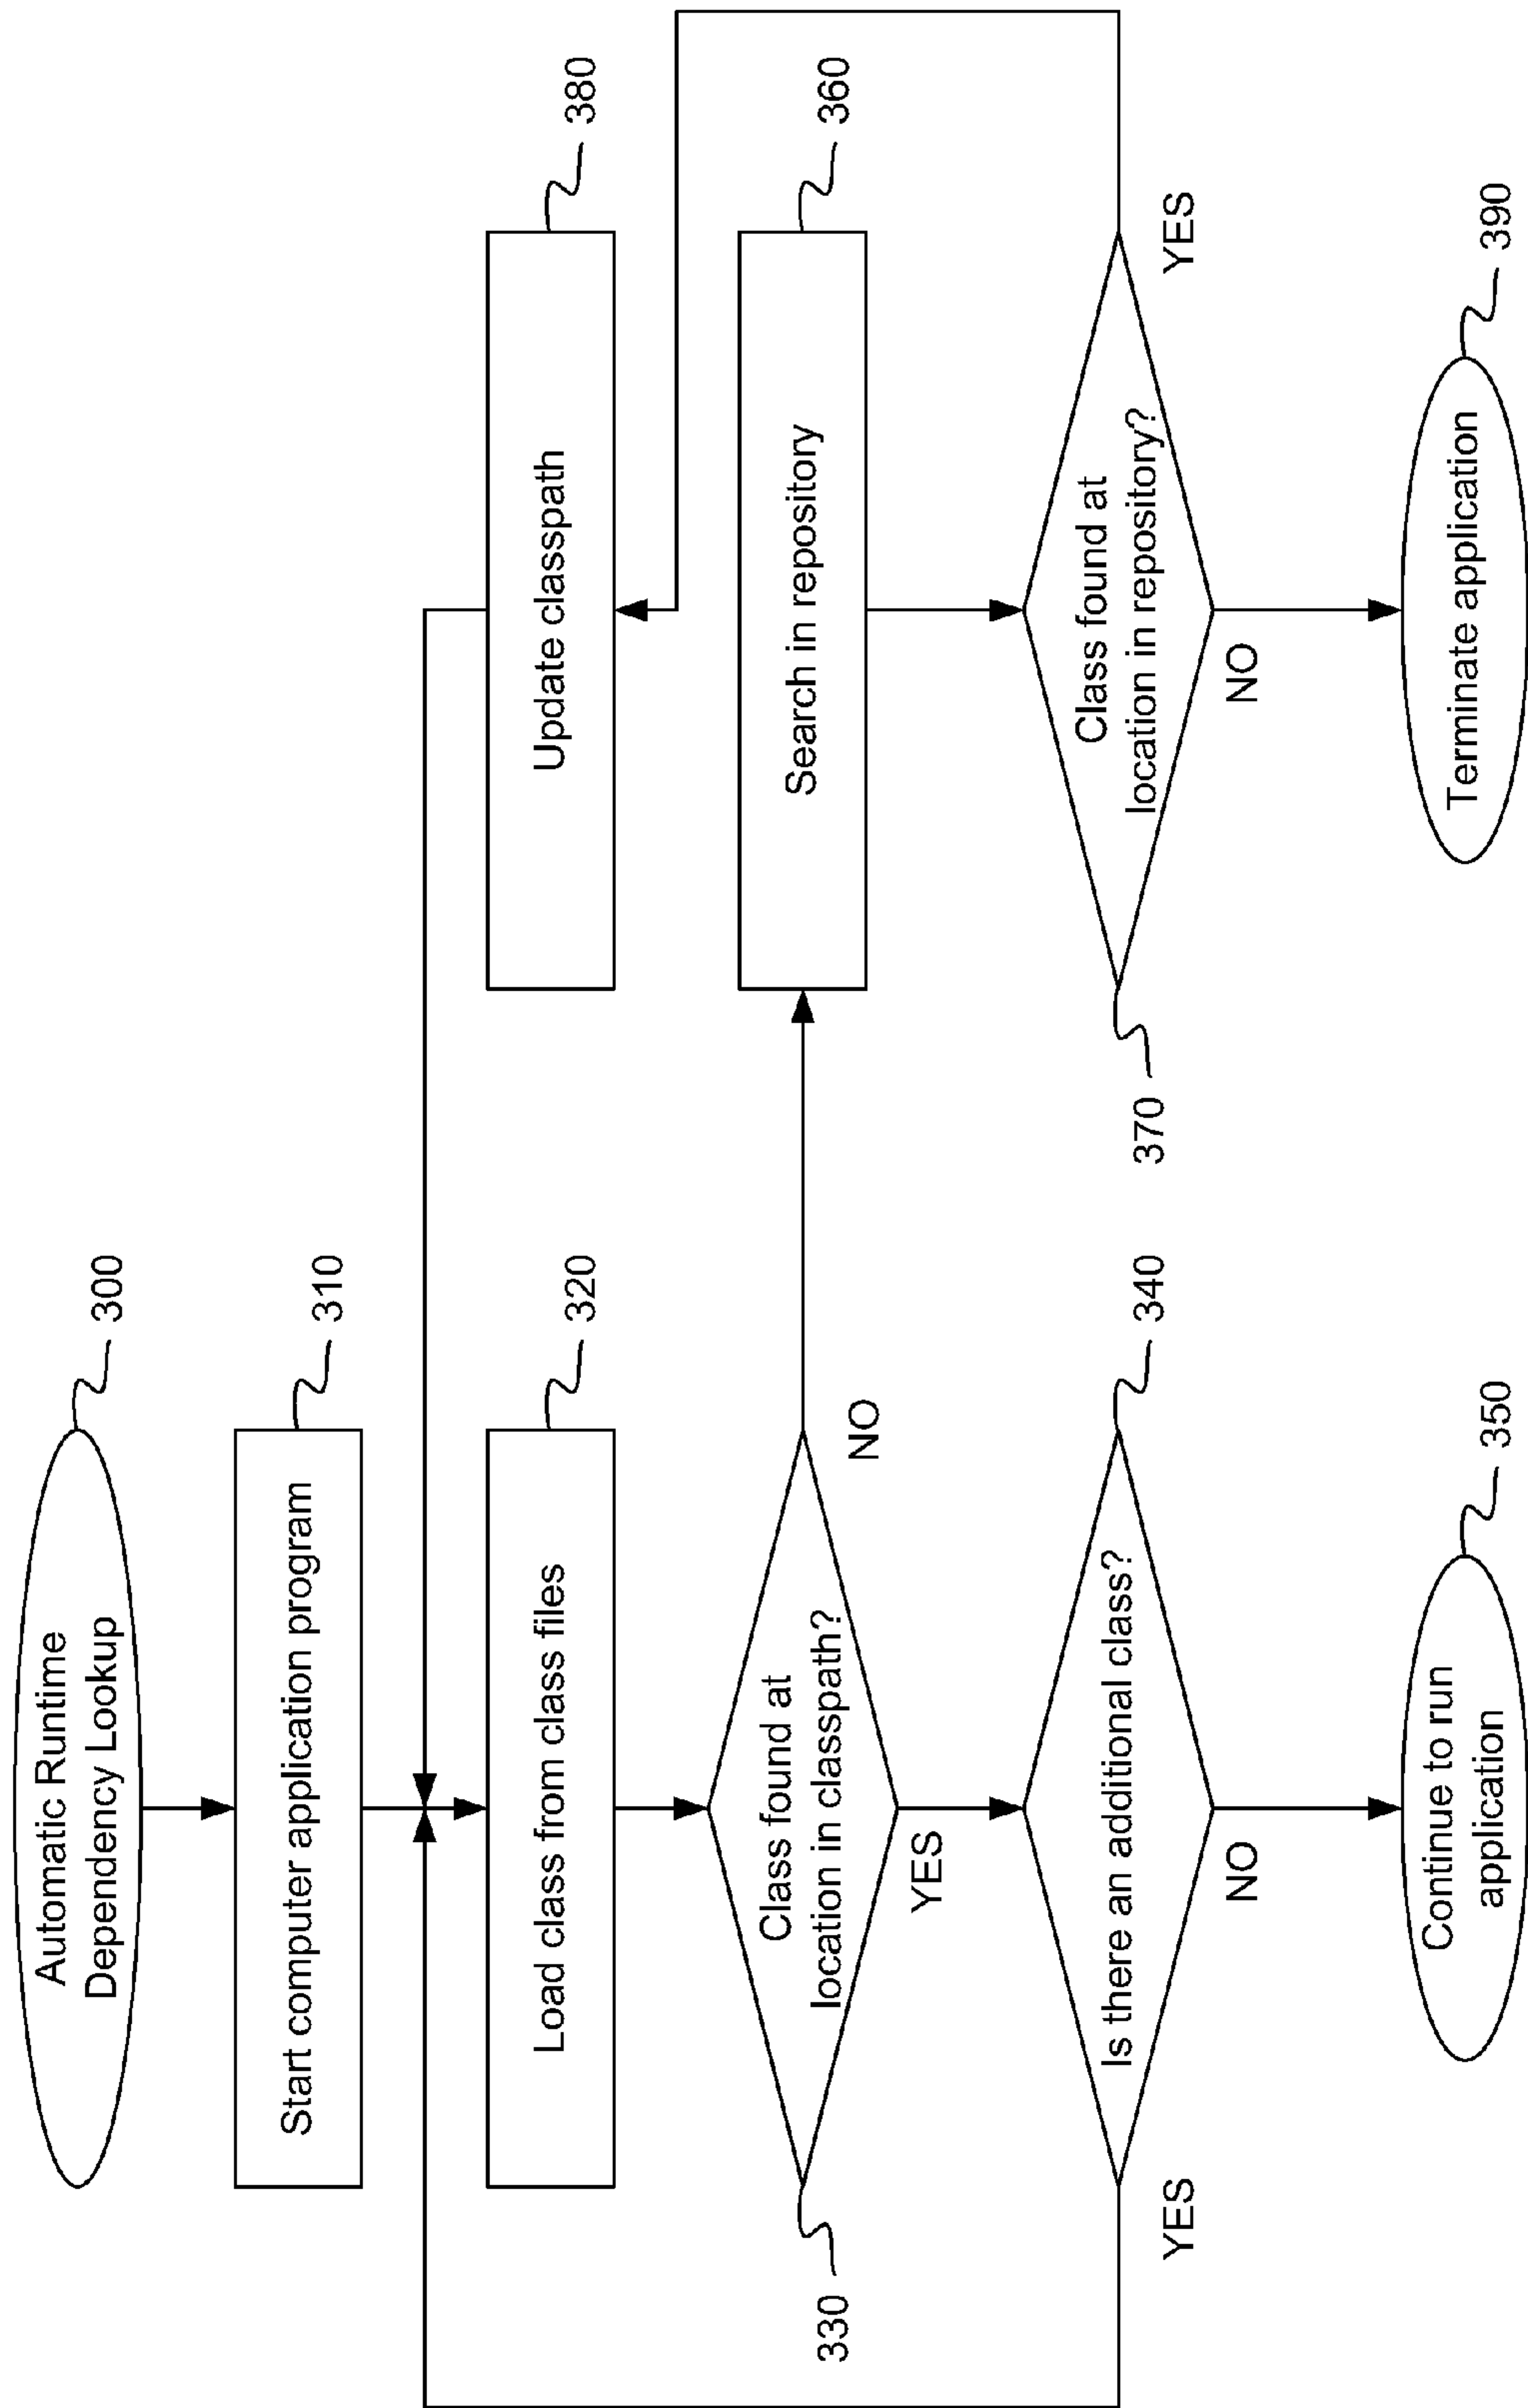 Automatic Runtime
Dependency Lookup
300
Start computer application program
310
Load class from class files
320
Class found at
location in classpath?
330
NO
YES
Is there an additional class?
340
YES
NO
Continue to run
application
350
Update classpath
380
Search in repository
360
Class found at
location in repository?
370
YES
NO
Terminate application
390